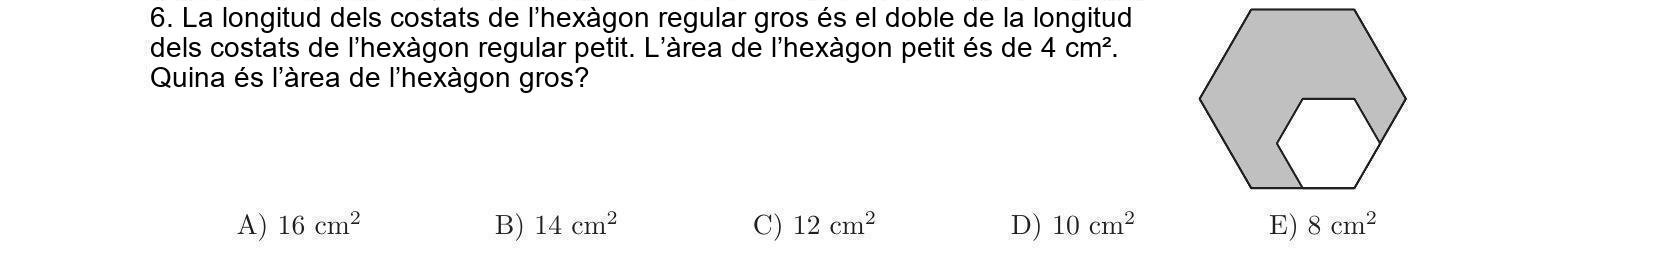 6. La longitud dels costats de l’hexàgon regular gros és el doble de la longitud
dels costats de l’hexàgon regular petit. L’àrea de l’hexàgon petit és de 4 cm².
Quina és l’àrea de l’hexàgon gros?
A) 16 cm² B) 14 cm² C) 12 cm² D) 10 cm² E) 8 cm²